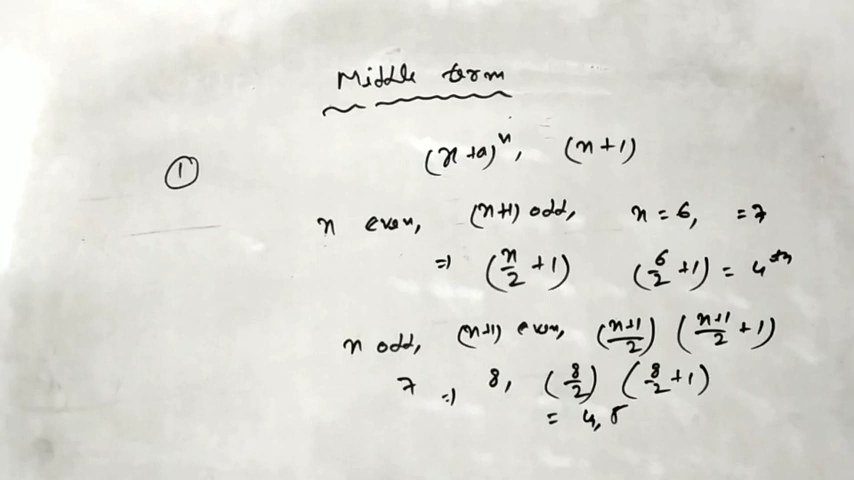 Middle term
(x+a)^n, (n+1)
①
n even, (n+1) odd, n = 6, = 7
⇒ (n/2 + 1) (6/2 + 1) = 4th
n odd, (n+1) even, ((n+1)/2) ((n+1)/2 + 1)
7 ⇒ 8, (8/2) (8/2 + 1)
= 4, 5